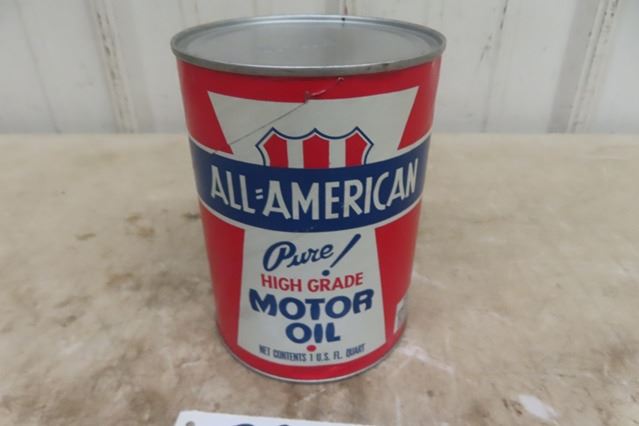 ALL-AMERICAN
Pure!
HIGH GRADE
MOTOR
OIL
NET CONTENTS 1 U.S. FL. QUART